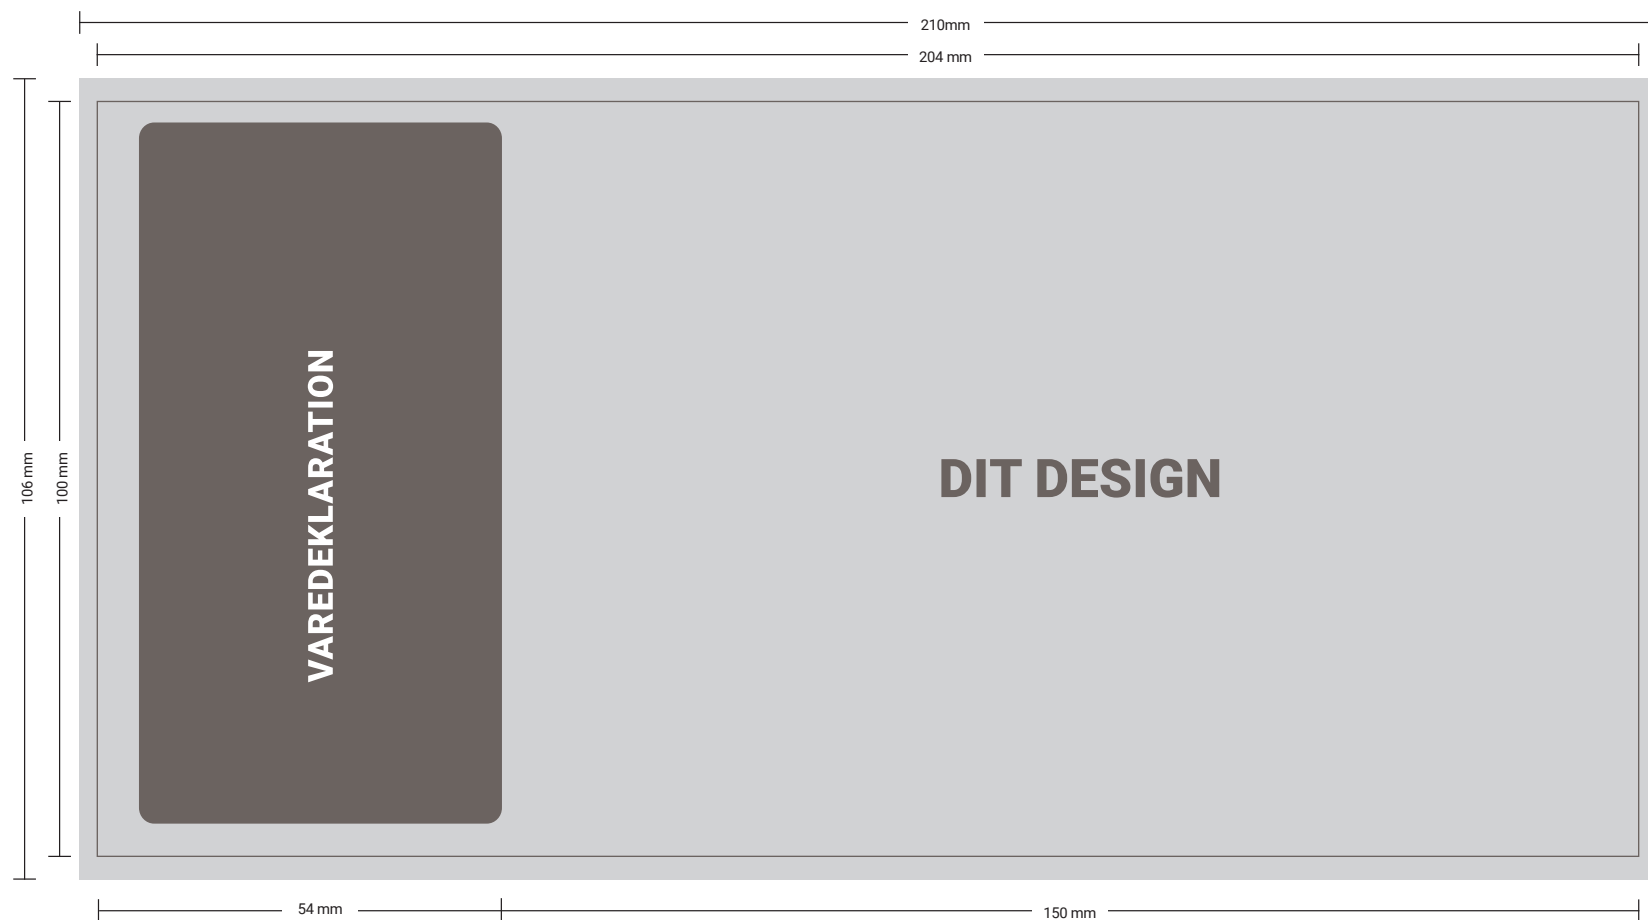 210mm
204 mm
106 mm
100 mm
VAREDEKLARATION
DIT DESIGN
54 mm
150 mm